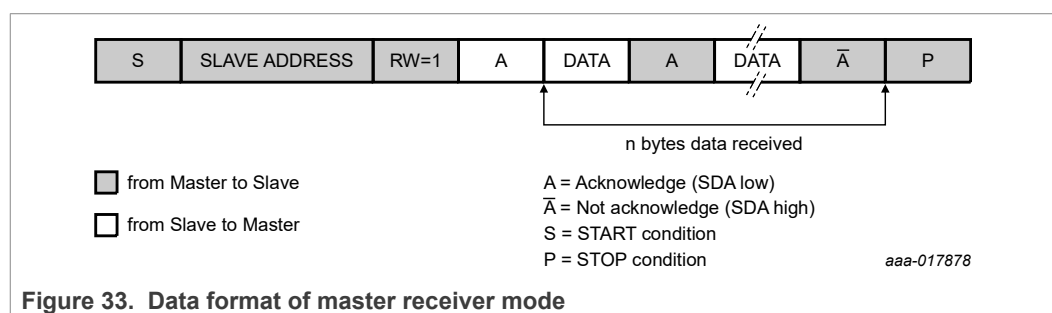 S SLAVE ADDRESS RW=1 A DATA A DATA A̅ P
n bytes data received
from Master to Slave
from Slave to Master
A = Acknowledge (SDA low)
A̅ = Not acknowledge (SDA high)
S = START condition
P = STOP condition
aaa-017878
Figure 33. Data format of master receiver mode